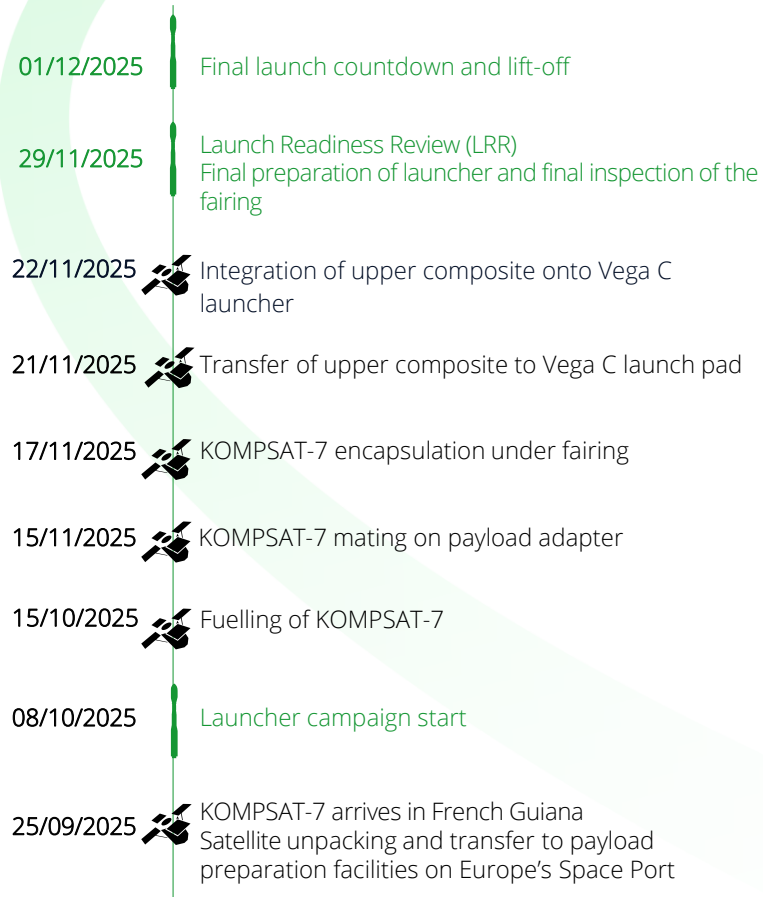 01/12/2025 Final launch countdown and lift-off
29/11/2025 Launch Readiness Review (LRR)
Final preparation of launcher and final inspection of the
fairing
22/11/2025 Integration of upper composite onto Vega C
launcher
21/11/2025 Transfer of upper composite to Vega C launch pad
17/11/2025 KOMPSAT-7 encapsulation under fairing
15/11/2025 KOMPSAT-7 mating on payload adapter
15/10/2025 Fuelling of KOMPSAT-7
08/10/2025 Launcher campaign start
25/09/2025 KOMPSAT-7 arrives in French Guiana
Satellite unpacking and transfer to payload
preparation facilities on Europe’s Space Port